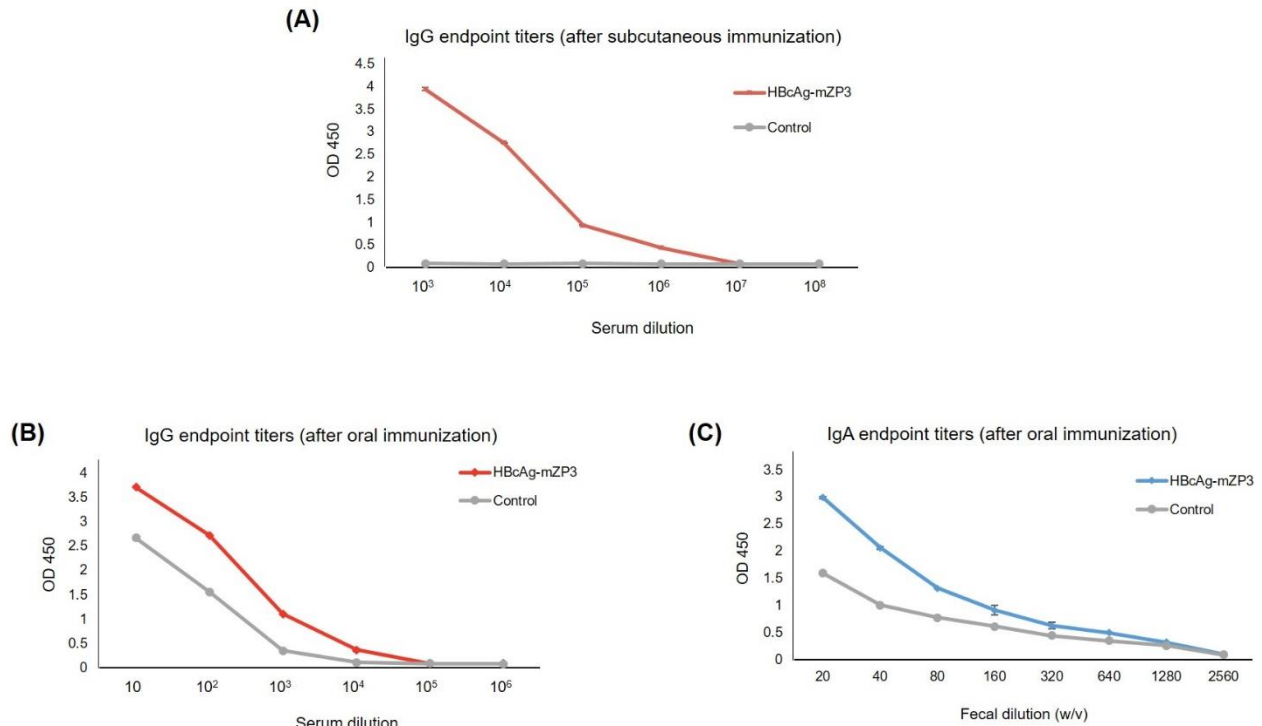 (A)
IgG endpoint titers (after subcutaneous immunization)
4.5
4
3.5
3
2.5
2
1.5
1
0.5
0
OD 450
HBcAg-mZP3
Control
10³ 10⁴ 10⁵ 10⁶ 10⁷ 10⁸
Serum dilution
(B)
IgG endpoint titers (after oral immunization)
4
3.5
3
2.5
2
1.5
1
0.5
0
OD 450
HBcAg-mZP3
Control
10 10² 10³ 10⁴ 10⁵ 10⁶
Serum dilution
(C)
IgA endpoint titers (after oral immunization)
3.5
3
2.5
2
1.5
1
0.5
0
OD 450
HBcAg-mZP3
Control
20 40 80 160 320 640 1280 2560
Fecal dilution (w/v)